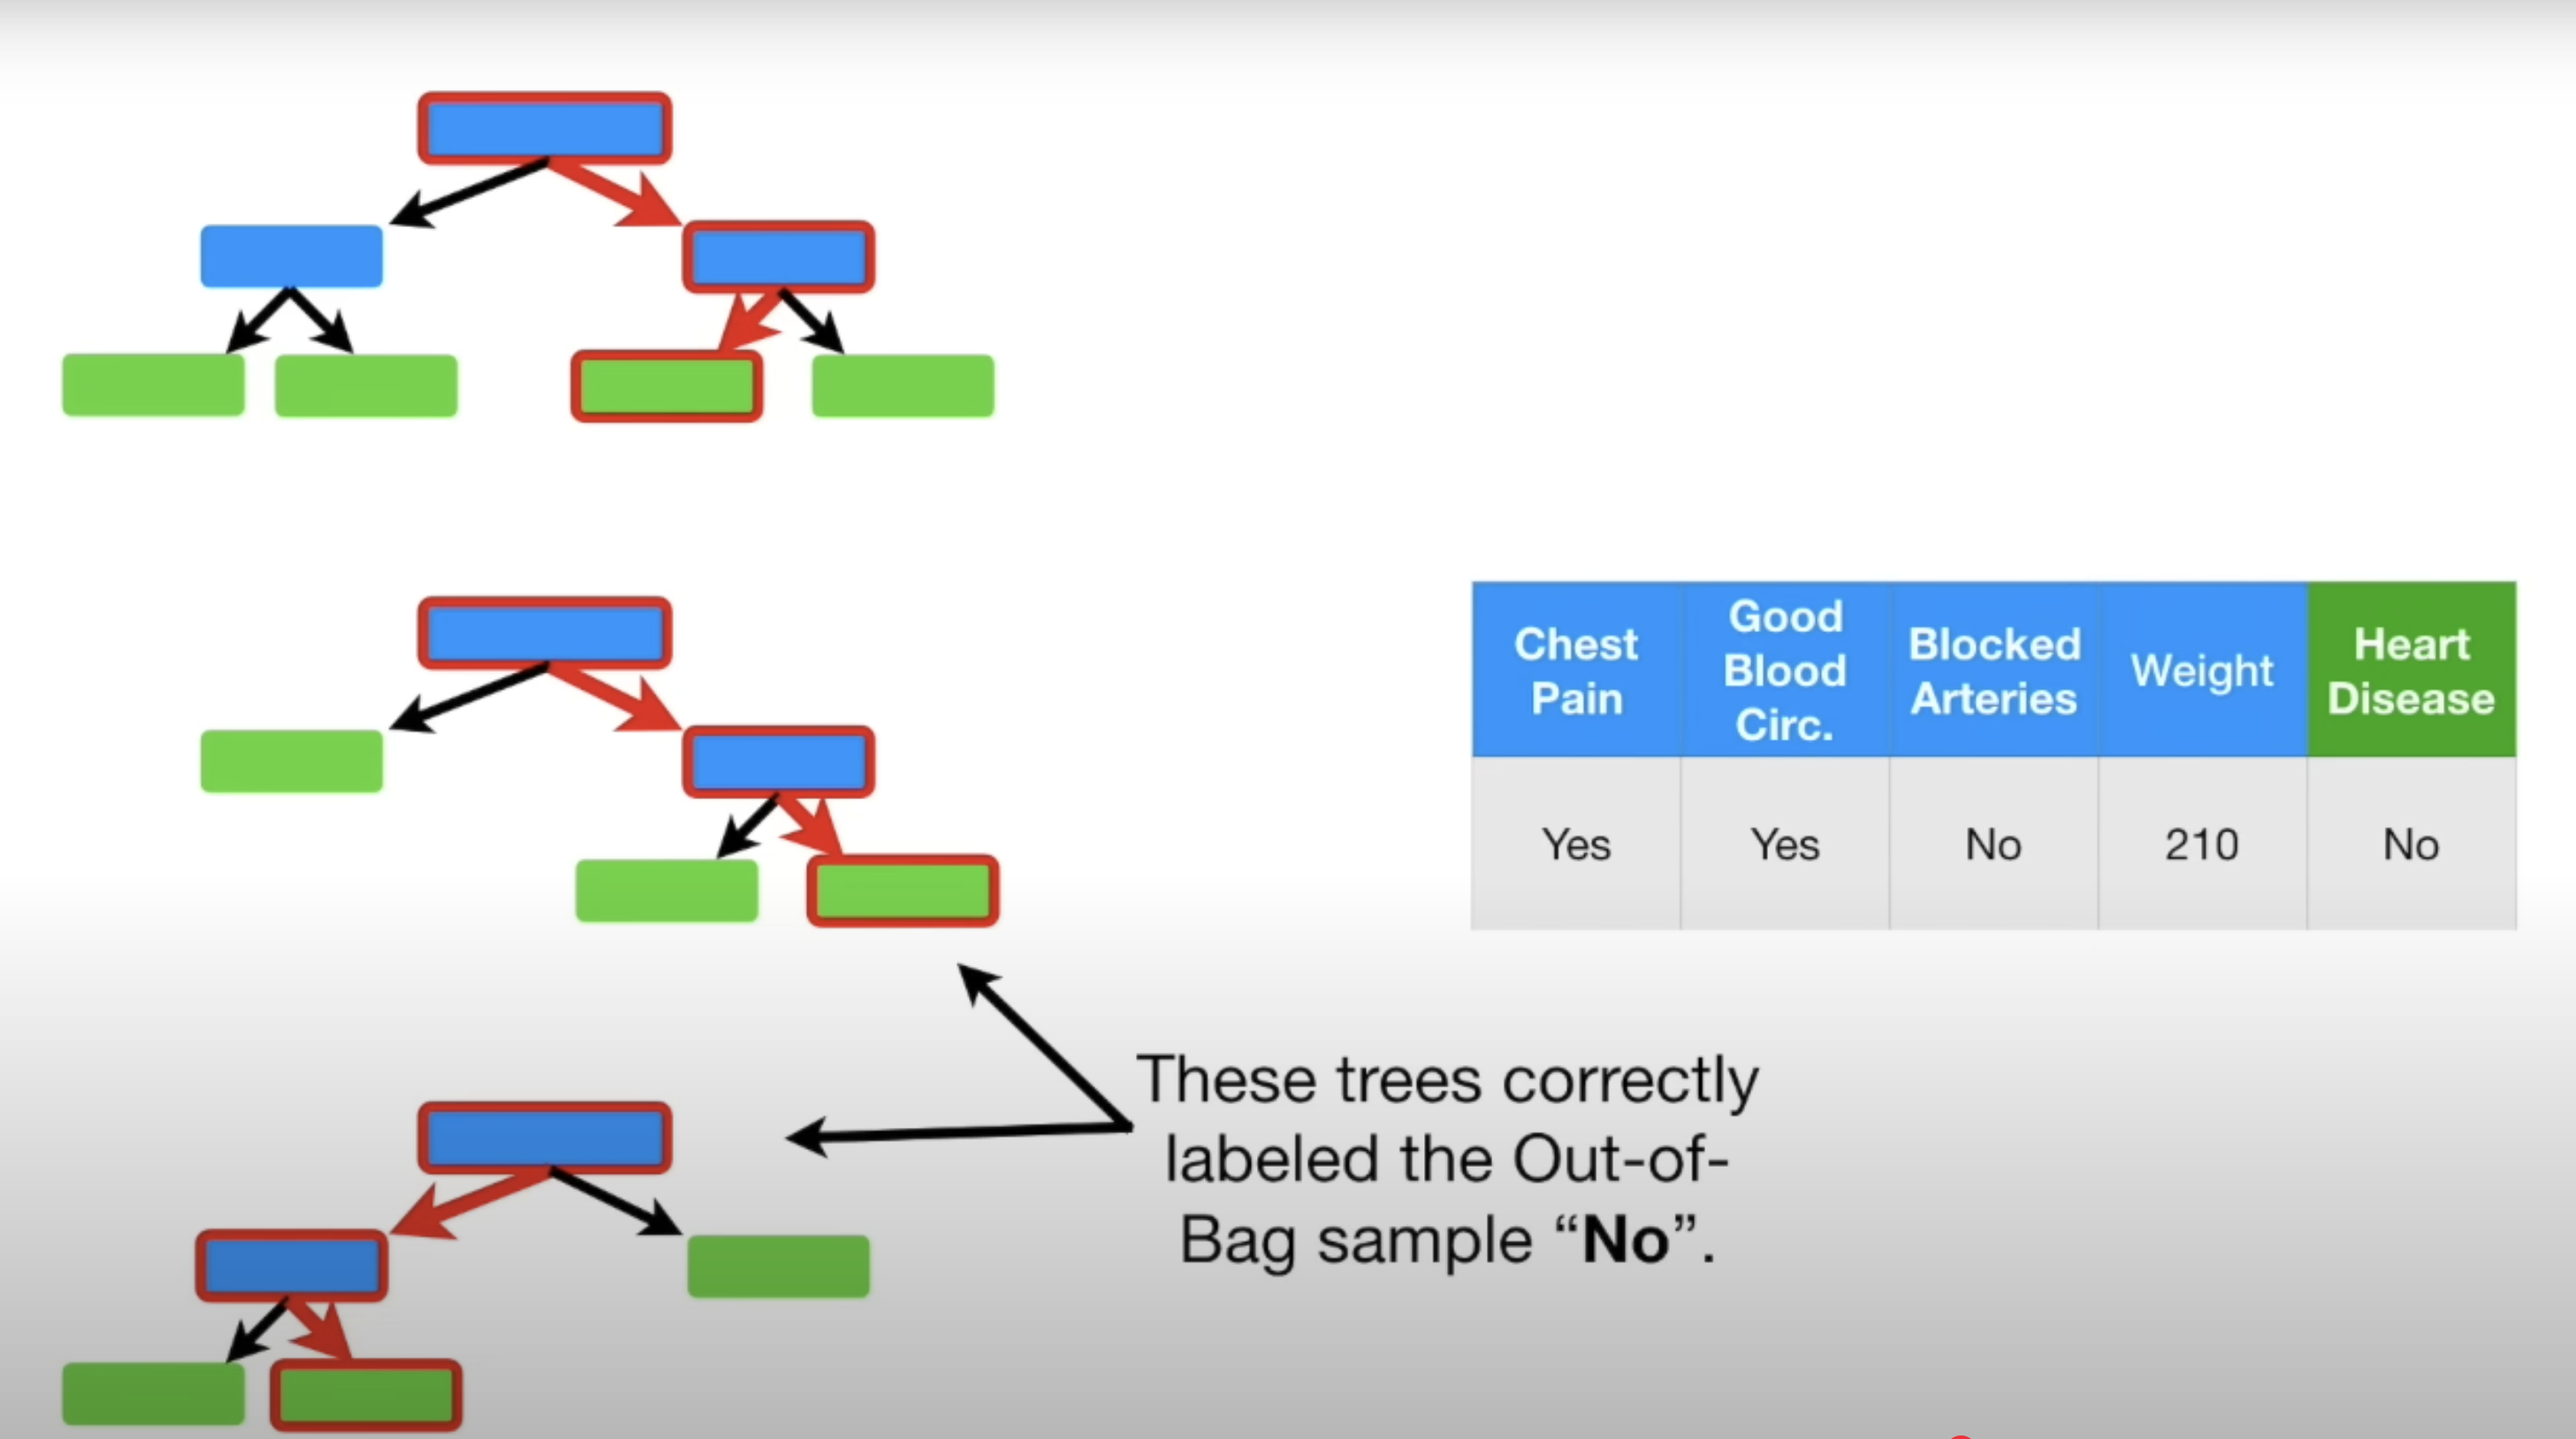 Chest
Pain
Good
Blood
Circ.
Blocked
Arteries
Weight
Heart
Disease
Yes
Yes
No
210
No
These trees correctly
labeled the Out-of-
Bag sample “No”.